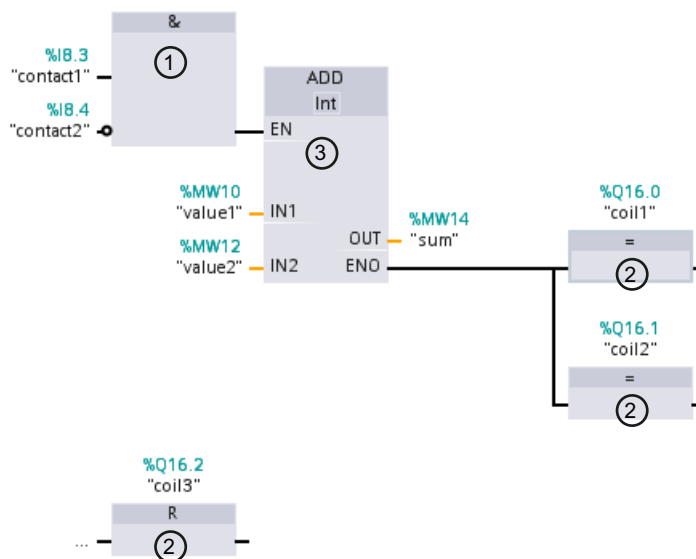 &
1
%I8.3
"contact1"
%I8.4
"contact2"
ADD
Int
EN
3
%MW10
"value1"
IN1
%MW12
"value2"
IN2
OUT
%MW14
"sum"
ENO
%Q16.0
"coil1"
=
2
%Q16.1
"coil2"
=
2
%Q16.2
"coil3"
R
...
2